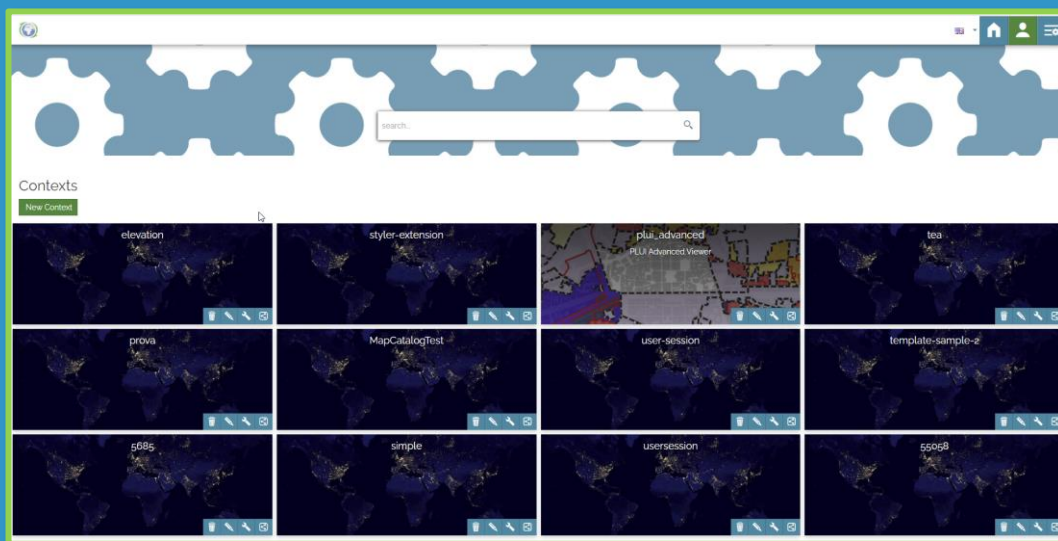 search..
Contexts
New Context
elevation
styler-extension
plui_advanced
PLUI Advanced Viewer
tea
prova
MapCatalogTest
user-session
template-sample-2
5685
simple
usersession
55058